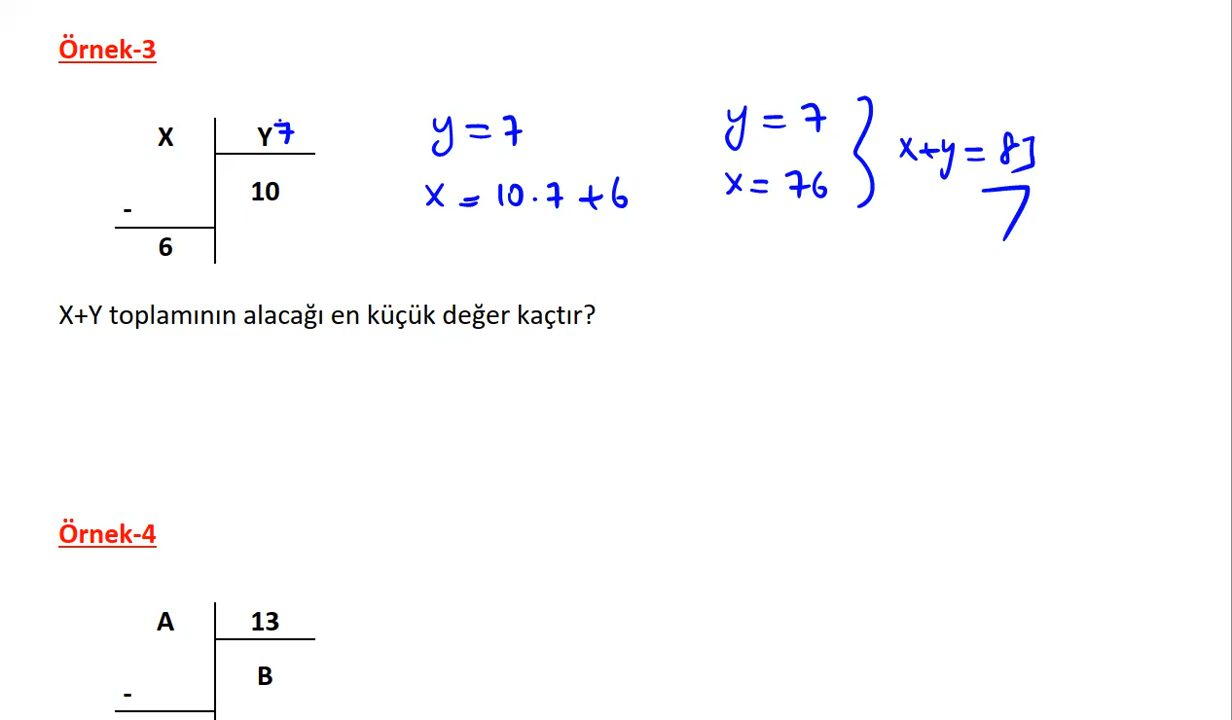 Örnek-3
X Y 7
10
-
6
y = 7
x = 10.7 + 6
y = 7
x = 76
x+y = 83
X+Y toplamının alacağı en küçük değer kaçtır?
Örnek-4
A 13
B
-